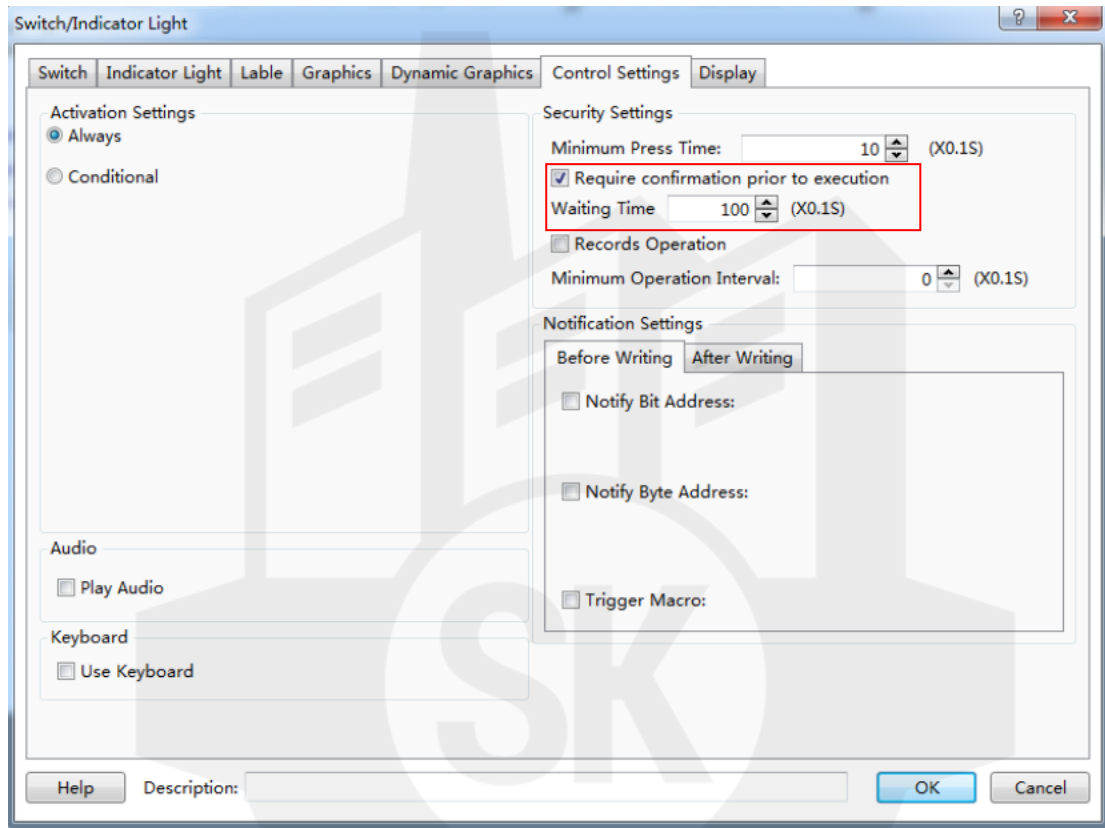 Switch/Indicator Light
?
X
Switch Indicator Light Lable Graphics Dynamic Graphics Control Settings Display
Activation Settings
Always
Conditional
Security Settings
Minimum Press Time: 10 (X0.1S)
Require confirmation prior to execution
Waiting Time 100 (X0.1S)
Records Operation
Minimum Operation Interval: 0 (X0.1S)
Notification Settings
Before Writing After Writing
Notify Bit Address:
Notify Byte Address:
Trigger Macro:
Audio
Play Audio
Keyboard
Use Keyboard
SK
Help Description: OK Cancel